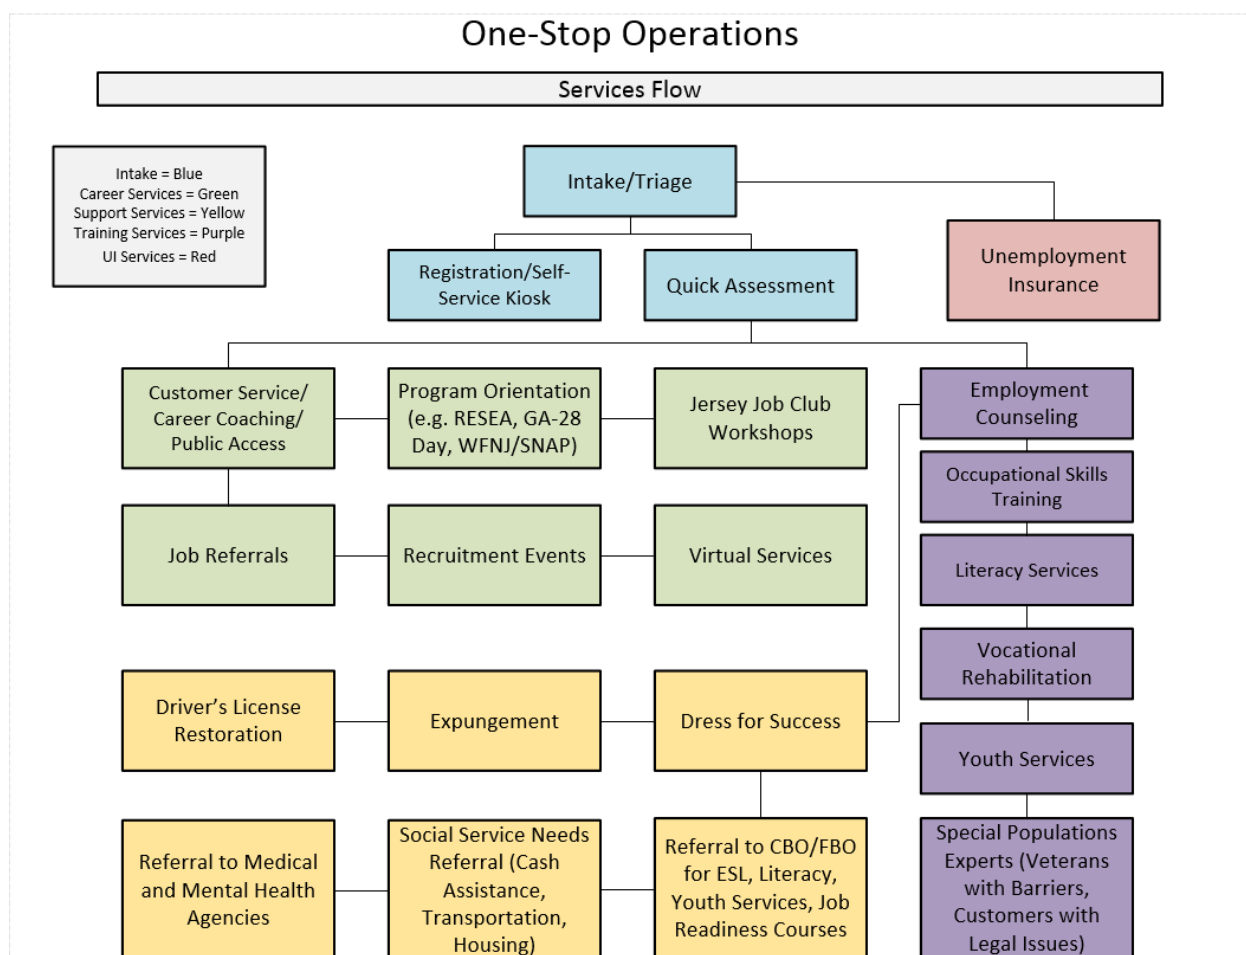 One-Stop Operations
Services Flow
Intake = Blue
Career Services = Green
Support Services = Yellow
Training Services = Purple
UI Services = Red
Intake/Triage
Registration/Self-
Service Kiosk
Quick Assessment
Unemployment
Insurance
Customer Service/
Career Coaching/
Public Access
Program Orientation
(e.g. RESEA, GA-28
Day, WFNJ/SNAP)
Jersey Job Club
Workshops
Employment
Counseling
Occupational Skills
Training
Job Referrals
Recruitment Events
Virtual Services
Literacy Services
Vocational
Rehabilitation
Driver’s License
Restoration
Expungement
Dress for Success
Youth Services
Referral to Medical
and Mental Health
Agencies
Social Service Needs
Referral (Cash
Assistance,
Transportation,
Housing)
Referral to CBO/FBO
for ESL, Literacy,
Youth Services, Job
Readiness Courses
Special Populations
Experts (Veterans
with Barriers,
Customers with
Legal Issues)